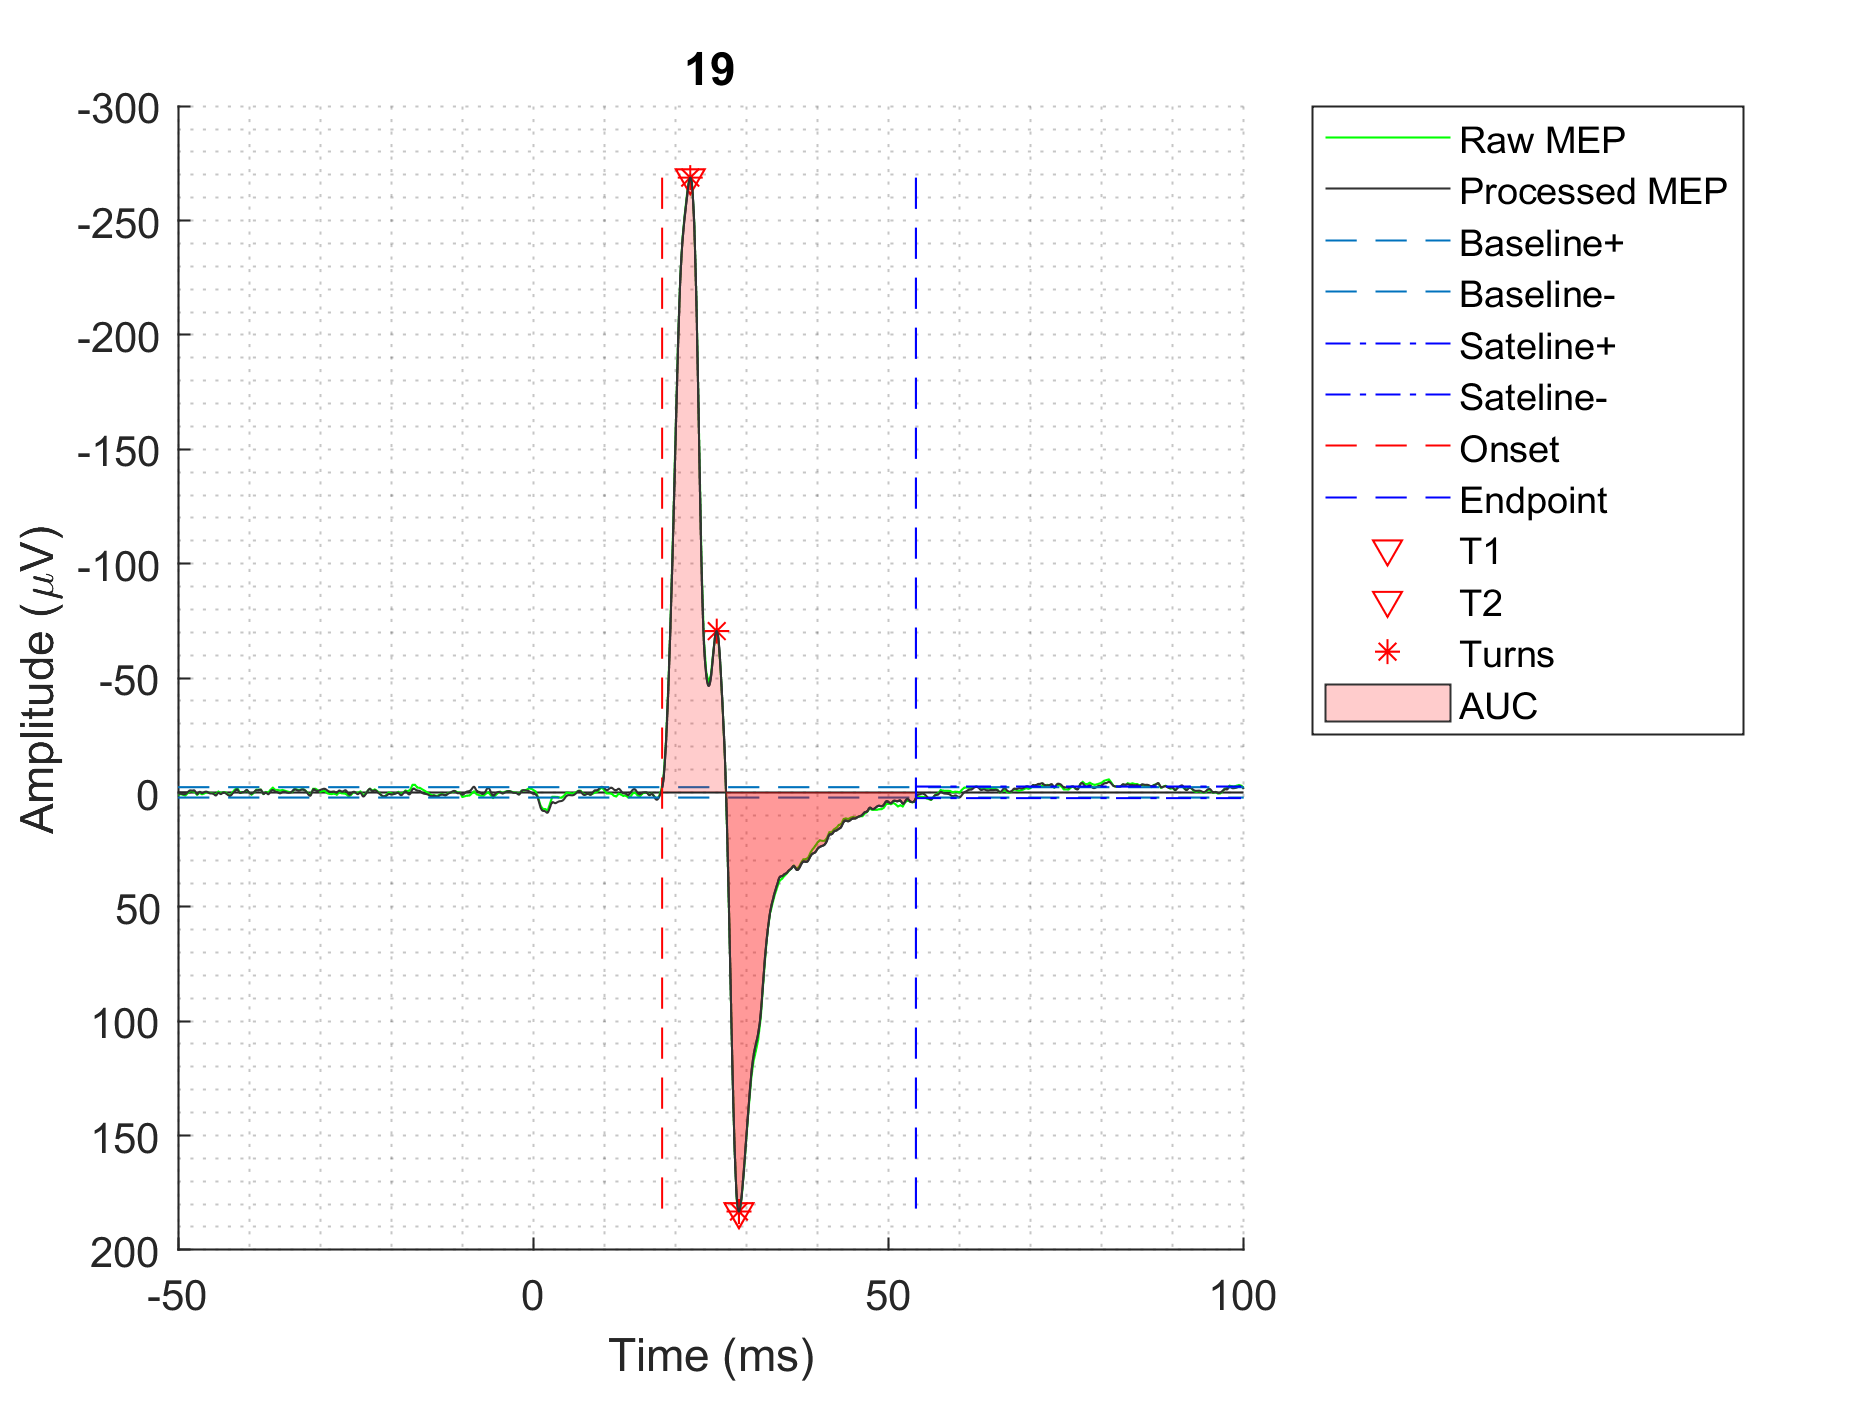 19
-300
-250
-200
-150
-100
-50
0
50
100
150
200
Amplitude (μV)
-50 0 50 100
Time (ms)
Raw MEP
Processed MEP
Baseline+
Baseline-
Sateline+
Sateline-
Onset
Endpoint
T1
T2
Turns
AUC